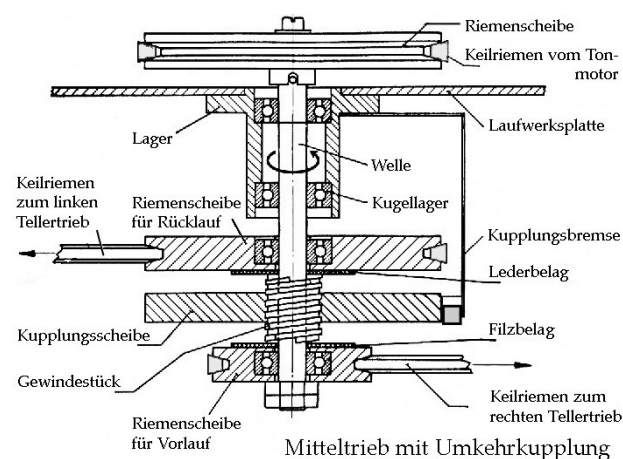 Riemenscheibe
Keilriemen vom Ton-
motor
Laufwerksplatte
Lager
Welle
Keilriemen
zum linken
Tellertrieb
Riemenscheibe
für Rücklauf
Kugellager
Kupplungsbremse
Lederbelag
Kupplungsscheibe
Filzbelag
Gewindestück
Keilriemen zum
rechten Tellertrieb
Riemenscheibe
für Vorlauf
Mitteltrieb mit Umkehrkupplung